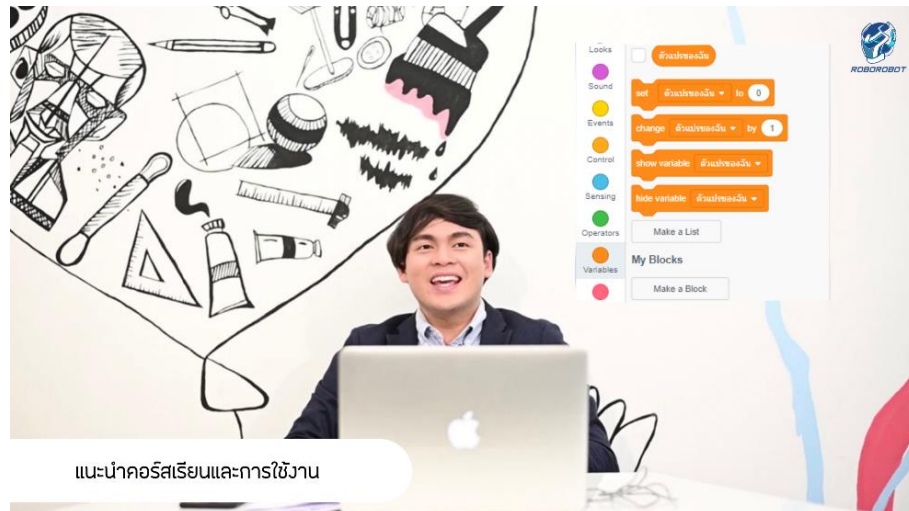 ROBOROBOT
Looks
Sound
Events
Control
Sensing
Operators
Variables
ตัวแปรของฉัน
set ตัวแปรของฉัน to 0
change ตัวแปรของฉัน by 1
show variable ตัวแปรของฉัน
hide variable ตัวแปรของฉัน
Make a List
My Blocks
Make a Block
แนะนำคอร์สเรียนและการใช้งาน